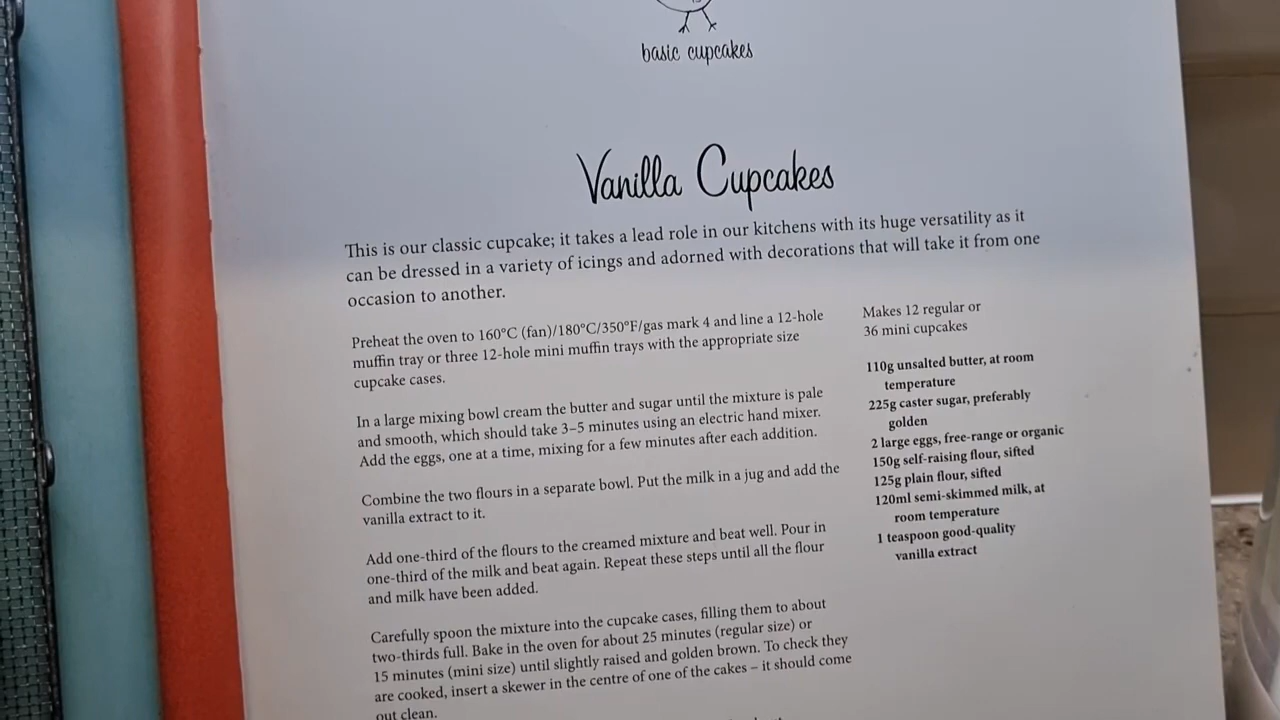 basic cupcakes
Vanilla Cupcakes
This is our classic cupcake; it takes a lead role in our kitchens with its huge versatility as it
can be dressed in a variety of icings and adorned with decorations that will take it from one
occasion to another.
Preheat the oven to 160°C (fan)/180°C/350°F/gas mark 4 and line a 12-hole
muffin tray or three 12-hole mini muffin trays with the appropriate size
cupcake cases.
In a large mixing bowl cream the butter and sugar until the mixture is pale
and smooth, which should take 3–5 minutes using an electric hand mixer.
Add the eggs, one at a time, mixing for a few minutes after each addition.
Combine the two flours in a separate bowl. Put the milk in a jug and add the
vanilla extract to it.
Add one-third of the flours to the creamed mixture and beat well. Pour in
one-third of the milk and beat again. Repeat these steps until all the flour
and milk have been added.
Carefully spoon the mixture into the cupcake cases, filling them to about
two-thirds full. Bake in the oven for about 25 minutes (regular size) or
15 minutes (mini size) until slightly raised and golden brown. To check they
are cooked, insert a skewer in the centre of one of the cakes – it should come
out clean.
Makes 12 regular or
36 mini cupcakes
110g unsalted butter, at room
temperature
225g caster sugar, preferably
golden
2 large eggs, free-range or organic
150g self-raising flour, sifted
125g plain flour, sifted
120ml semi-skimmed milk, at
room temperature
1 teaspoon good-quality
vanilla extract